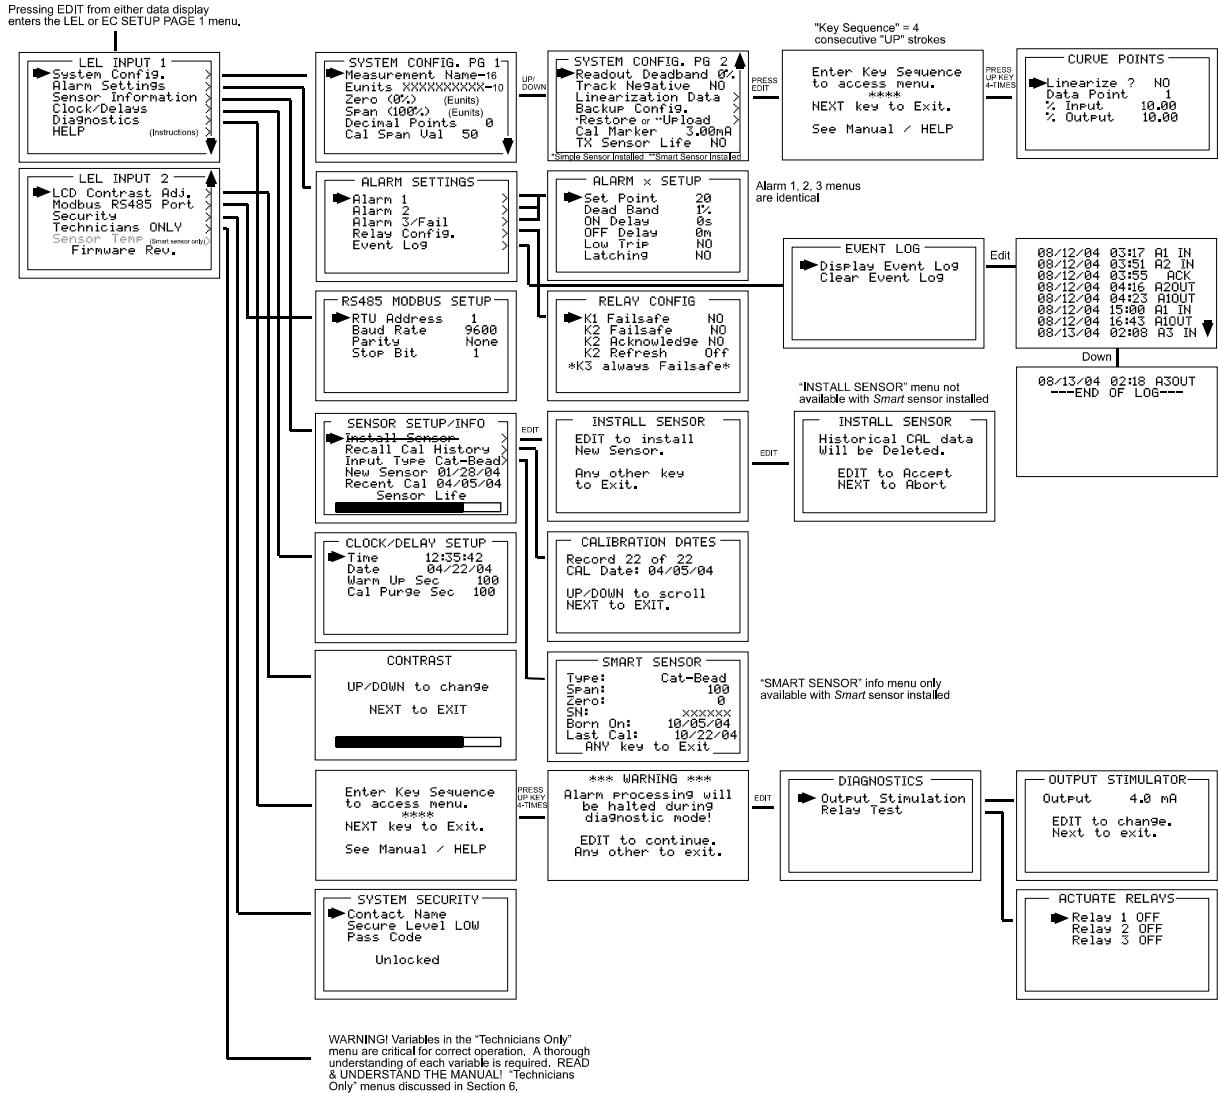 Pressing EDIT from either data display
enters the LEL or EC SETUP PAGE 1 menu.
LEL INPUT 1
System Config. >
Alarm Settings >
Sensor Information >
Clock/Delays >
Diagnostics >
HELP (Instructions) >
LEL INPUT 2
LCD Contrast Adj. >
Modbus RS485 Port >
Security >
Technicians ONLY >
Sensor Temp (Smart sensor only) >
Firmware Rev.
SYSTEM CONFIG. PG 1
Measurement Name-16
Eunits XXXXXXXXXX-10
Zero (0%) (Eunits)
Span (100%) (Eunits)
Decimal Points 0
Cal Span Val 50
UP/
DOWN
SYSTEM CONFIG. PG 2
Readout Deadband 0%
Track Negative NO
Linearization Data >
Backup Config. >
*Restore or **Upload >
Cal Marker 3.00mA
TX Sensor Life NO
*Simple Sensor Installed **Smart Sensor Installed
PRESS
EDIT
"Key Sequence" = 4
consecutive "UP" strokes
Enter Key Sequence
to access menu.
****
NEXT key to Exit.
See Manual / HELP
PRESS
UP KEY
4-TIMES
CURVE POINTS
Linearize ? NO
Data Point 1
% Input 10.00
% Output 10.00
ALARM SETTINGS
Alarm 1 >
Alarm 2 >
Alarm 3/Fail >
Relay Config. >
Event Log >
ALARM x SETUP
Set Point 20
Dead Band 1%
ON Delay 0s
OFF Delay 0m
Low Trip NO
Latching NO
Alarm 1, 2, 3 menus
are identical
EVENT LOG
Display Event Log
Clear Event Log
Edit
08/12/04 03:17 A1 IN
08/12/04 03:51 A2 IN
08/12/04 03:55 ACK
08/12/04 04:16 A2OUT
08/12/04 04:23 A1OUT
08/12/04 15:00 A1 IN
08/12/04 16:43 A1OUT
08/13/04 02:08 A3 IN
Down
08/13/04 02:18 A3OUT
---END OF LOG---
RS485 MODBUS SETUP
RTU Address 1
Baud Rate 9600
Parity None
Stop Bit 1
RELAY CONFIG
K1 Failsafe NO
K2 Failsafe NO
K2 Acknowledge NO
K2 Refresh Off
*K3 always Failsafe*
SENSOR SETUP/INFO
Install Sensor >
Recall Cal History >
Input Type Cat-Bead>
New Sensor 01/28/04
Recent Cal 04/05/04
Sensor Life
EDIT
INSTALL SENSOR
EDIT to install
New Sensor.
Any other key
to Exit.
EDIT
"INSTALL SENSOR" menu not
available with Smart sensor installed
INSTALL SENSOR
Historical CAL data
Will be Deleted.
EDIT to Accept
NEXT to Abort
CLOCK/DELAY SETUP
Time 12:35:42
Date 04/22/04
Warm Up Sec 100
Cal Purge Sec 100
CALIBRATION DATES
Record 22 of 22
CAL Date: 04/05/04
UP/DOWN to scroll
NEXT to EXIT.
CONTRAST
UP/DOWN to change
NEXT to EXIT
SMART SENSOR
Type: Cat-Bead
Span: 100
Zero: 0
SN: xxxxxx
Born On: 10/05/04
Last Cal: 10/22/04
ANY key to Exit
"SMART SENSOR" info menu only
available with Smart sensor installed
Enter Key Sequence
to access menu.
****
NEXT key to Exit.
See Manual / HELP
PRESS
UP KEY
4-TIMES
*** WARNING ***
Alarm processing will
be halted during
diagnostic mode!
EDIT to continue.
Any other to exit.
EDIT
DIAGNOSTICS
Output Stimulation
Relay Test
OUTPUT STIMULATOR
Output 4.0 mA
EDIT to change.
Next to exit.
ACTUATE RELAYS
Relay 1 OFF
Relay 2 OFF
Relay 3 OFF
SYSTEM SECURITY
Contact Name
Secure Level LOW
Pass Code
Unlocked
WARNING! Variables in the "Technicians Only"
menu are critical for correct operation. A thorough
understanding of each variable is required. READ
& UNDERSTAND THE MANUAL! "Technicians
Only" menus discussed in Section 6.